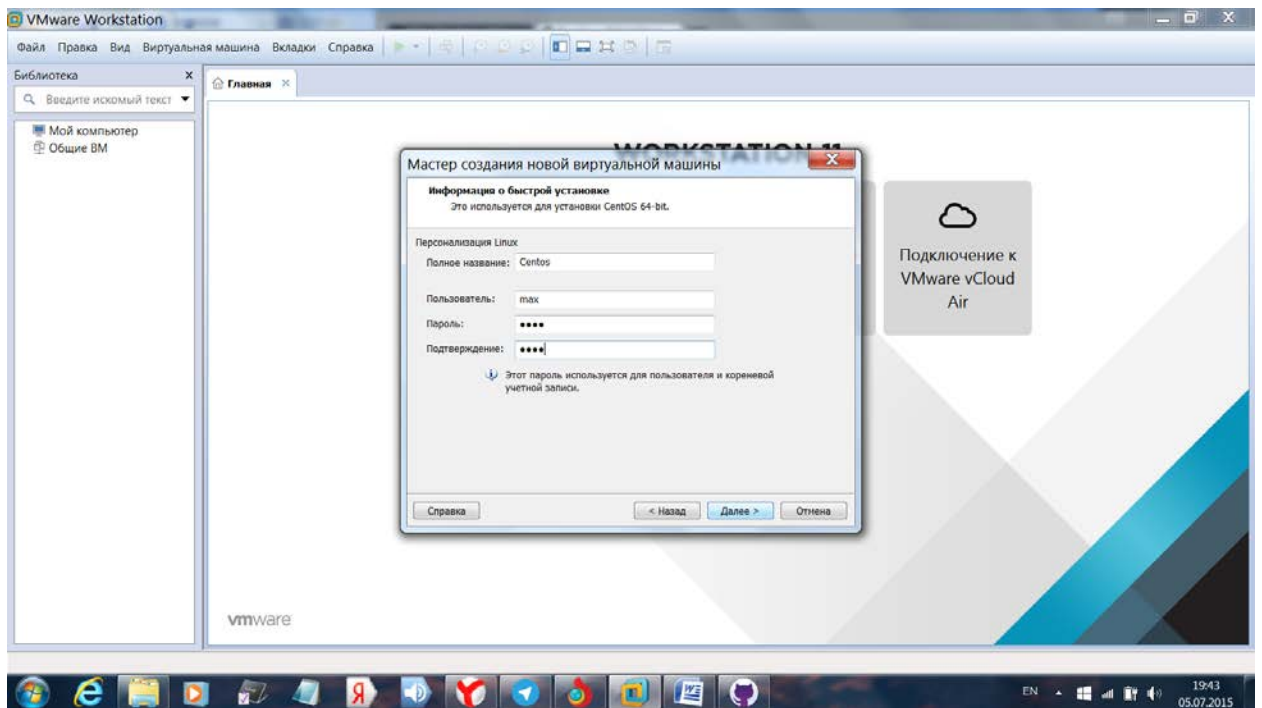 VMware Workstation
Файл Правка Вид Виртуальная машина Вкладки Справка
Библиотека
Введите искомый текст
Мой компьютер
Общие ВМ
Главная
WORKSTATION 11
Мастер создания новой виртуальной машины
Информация о быстрой установке
Это используется для установки CentOS 64-bit.
Персонализация Linux
Полное название: Centos
Пользователь: max
Пароль: ••••
Подтверждение: ••••
Этот пароль используется для пользователя и кореневой
учетной записи.
Справка < Назад Далее > Отмена
Подключение к
VMware vCloud
Air
vmware
EN 19:43
05.07.2015